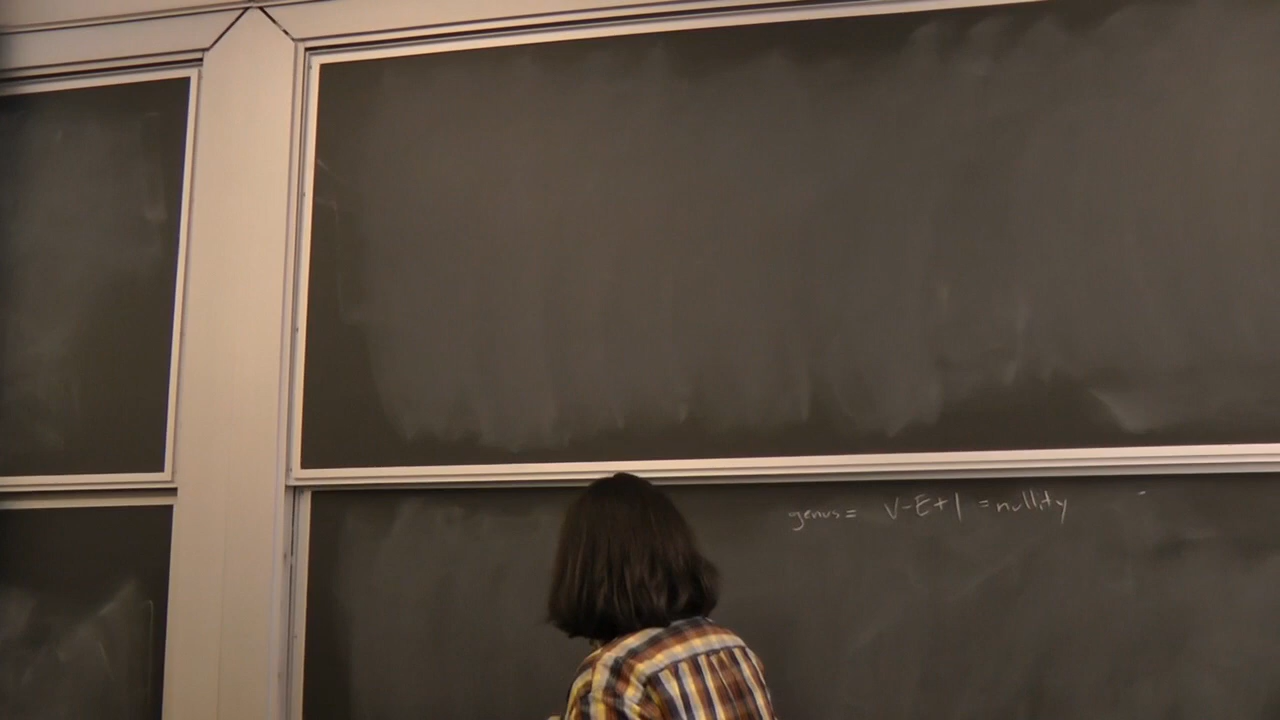 genus = V-E+1 = nullity